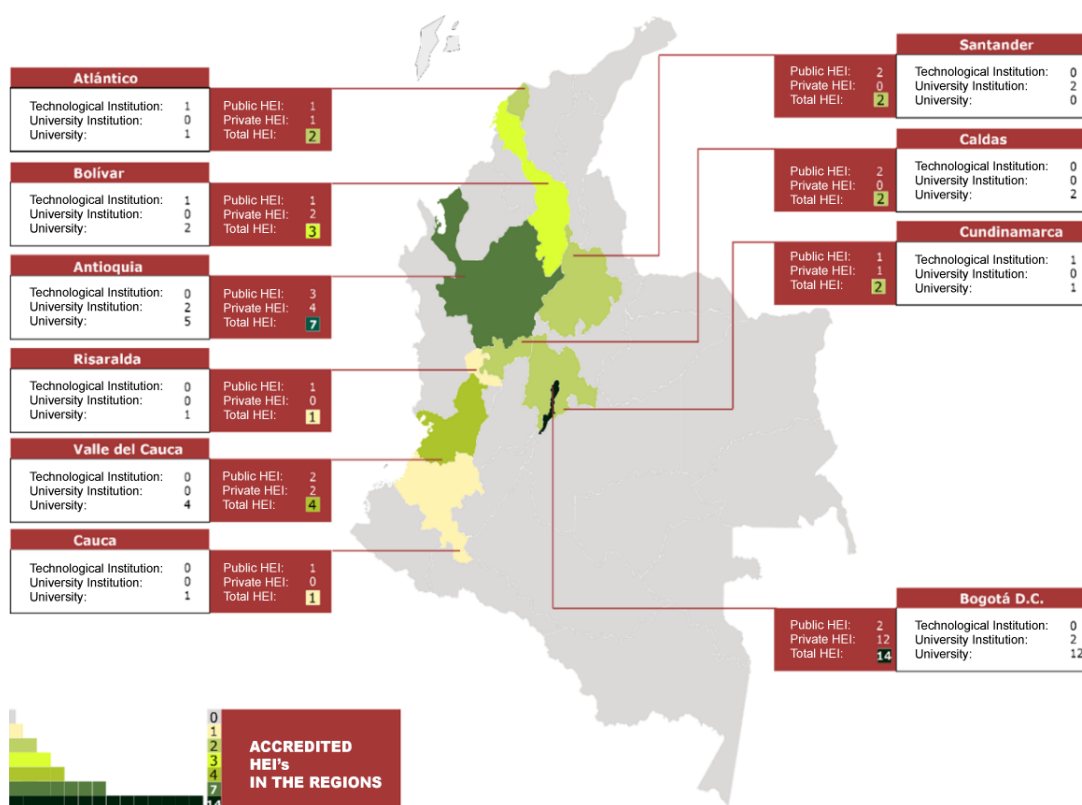 Atlántico
Technological Institution: 1
University Institution: 0
University: 1
Public HEI: 1
Private HEI: 1
Total HEI: 2
Bolívar
Technological Institution: 1
University Institution: 0
University: 2
Public HEI: 1
Private HEI: 2
Total HEI: 3
Antioquia
Technological Institution: 0
University Institution: 2
University: 5
Public HEI: 3
Private HEI: 4
Total HEI: 7
Risaralda
Technological Institution: 0
University Institution: 0
University: 1
Public HEI: 1
Private HEI: 0
Total HEI: 1
Valle del Cauca
Technological Institution: 0
University Institution: 0
University: 4
Public HEI: 2
Private HEI: 2
Total HEI: 4
Cauca
Technological Institution: 0
University Institution: 0
University: 1
Public HEI: 1
Private HEI: 0
Total HEI: 1
Santander
Public HEI: 2
Private HEI: 0
Total HEI: 2
Technological Institution: 0
University Institution: 2
University: 0
Caldas
Public HEI: 2
Private HEI: 0
Total HEI: 2
Technological Institution: 0
University Institution: 0
University: 2
Cundinamarca
Public HEI: 1
Private HEI: 1
Total HEI: 2
Technological Institution: 1
University Institution: 0
University: 1
Bogotá D.C.
Public HEI: 2
Private HEI: 12
Total HEI: 14
Technological Institution: 0
University Institution: 2
University: 12
0
1
2
3
4
7
14
ACCREDITED
HEI's
IN THE REGIONS